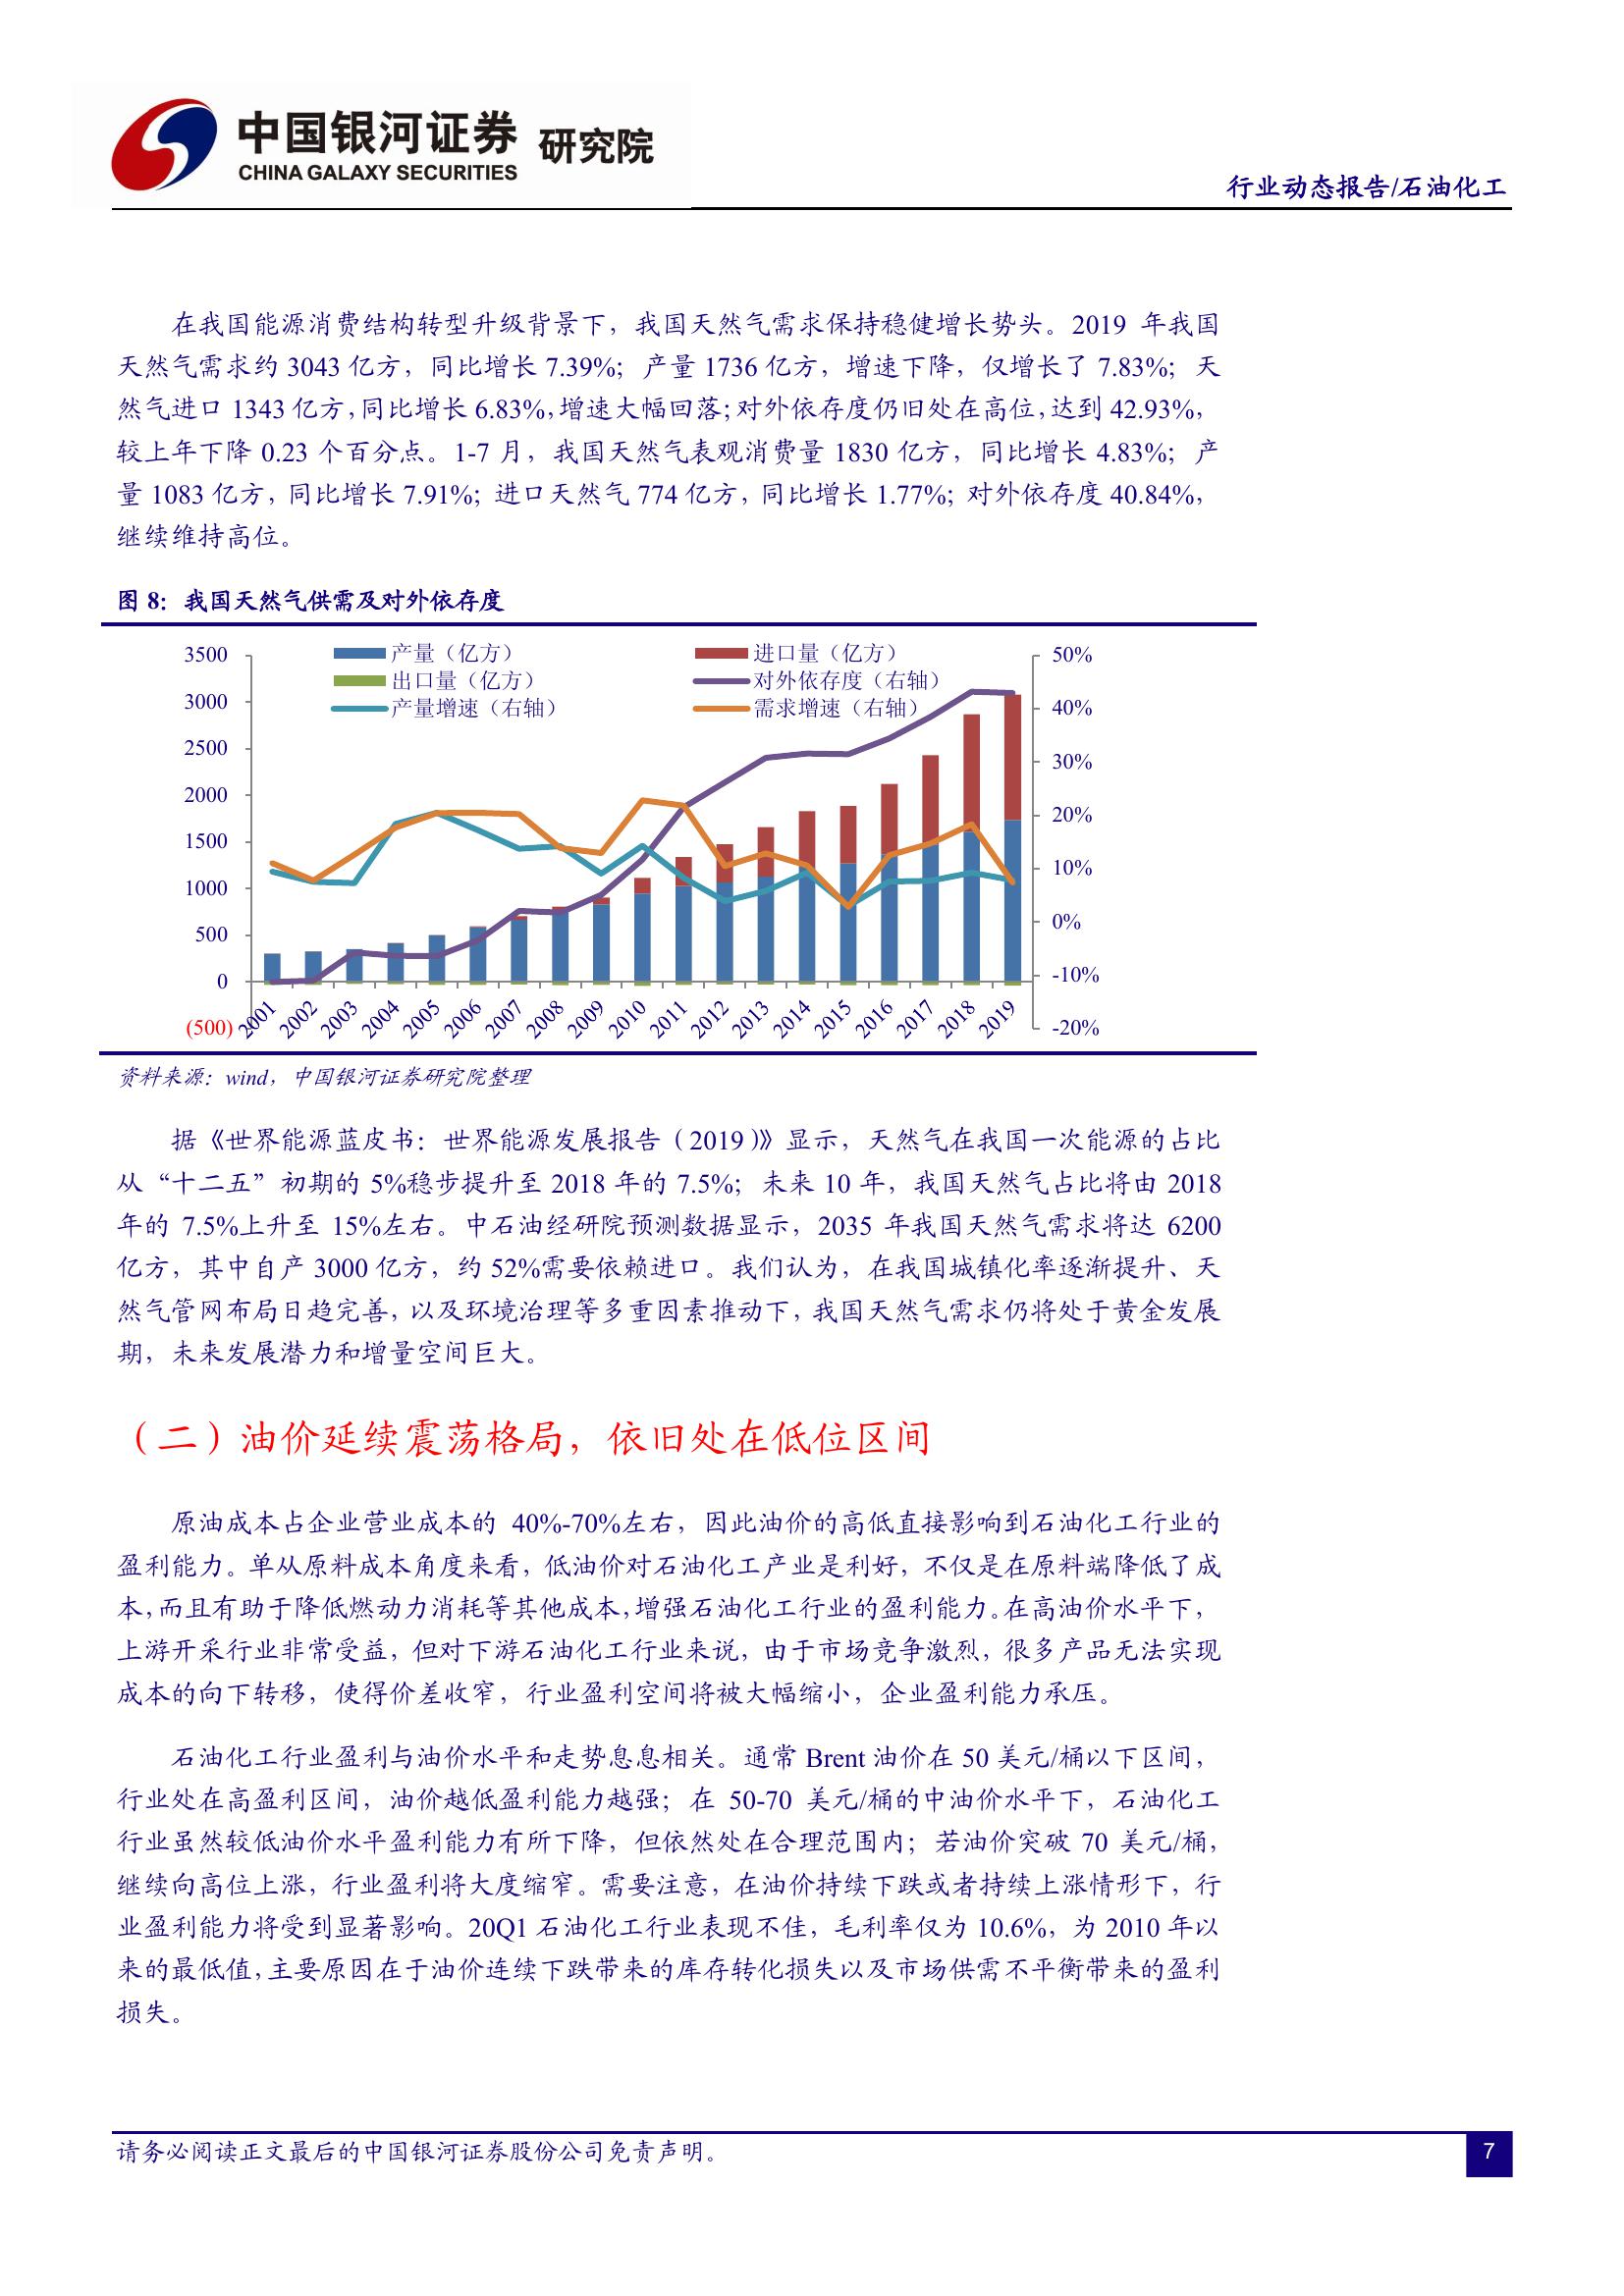 中国银河证券 研究院
CHINA GALAXY SECURITIES
行业动态报告/石油化工
在我国能源消费结构转型升级背景下，我国天然气需求保持稳健增长势头。2019 年我国
天然气需求约 3043 亿方，同比增长 7.39%；产量 1736 亿方，增速下降，仅增长了 7.83%；天
然气进口 1343 亿方，同比增长 6.83%，增速大幅回落；对外依存度仍旧处在高位，达到 42.93%，
较上年下降 0.23 个百分点。1-7 月，我国天然气表观消费量 1830 亿方，同比增长 4.83%；产
量 1083 亿方，同比增长 7.91%；进口天然气 774 亿方，同比增长 1.77%；对外依存度 40.84%，
继续维持高位。
图 8：我国天然气供需及对外依存度
产量（亿方） 进口量（亿方）
出口量（亿方） 对外依存度（右轴）
产量增速（右轴） 需求增速（右轴）
3500 50%
3000 40%
2500 30%
2000 20%
1500 10%
1000 0%
500 -10%
0 -20%
(500)
2001 2002 2003 2004 2005 2006 2007 2008 2009 2010 2011 2012 2013 2014 2015 2016 2017 2018 2019
资料来源：wind，中国银河证券研究院整理
据《世界能源蓝皮书：世界能源发展报告（2019）》显示，天然气在我国一次能源的占比
从“十二五”初期的 5%稳步提升至 2018 年的 7.5%；未来 10 年，我国天然气占比将由 2018
年的 7.5%上升至 15%左右。中石油经研院预测数据显示，2035 年我国天然气需求将达 6200
亿方，其中自产 3000 亿方，约 52%需要依赖进口。我们认为，在我国城镇化率逐渐提升、天
然气管网布局日趋完善，以及环境治理等多重因素推动下，我国天然气需求仍将处于黄金发展
期，未来发展潜力和增量空间巨大。
（二）油价延续震荡格局，依旧处在低位区间
原油成本占企业营业成本的 40%-70%左右，因此油价的高低直接影响到石油化工行业的
盈利能力。单从原料成本角度来看，低油价对石油化工产业是利好，不仅是在原料端降低了成
本，而且有助于降低燃动力消耗等其他成本，增强石油化工行业的盈利能力。在高油价水平下，
上游开采行业非常受益，但对下游石油化工行业来说，由于市场竞争激烈，很多产品无法实现
成本的向下转移，使得价差收窄，行业盈利空间将被大幅缩小，企业盈利能力承压。
石油化工行业盈利与油价水平和走势息息相关。通常 Brent 油价在 50 美元/桶以下区间，
行业处在高盈利区间，油价越低盈利能力越强；在 50-70 美元/桶的中油价水平下，石油化工
行业虽然较低油价水平盈利能力有所下降，但依然处在合理范围内；若油价突破 70 美元/桶，
继续向高位上涨，行业盈利将大度缩窄。需要注意，在油价持续下跌或者持续上涨情形下，行
业盈利能力将受到显著影响。20Q1 石油化工行业表现不佳，毛利率仅为 10.6%，为 2010 年以
来的最低值，主要原因在于油价连续下跌带来的库存转化损失以及市场供需不平衡带来的盈利
损失。
请务必阅读正文最后的中国银河证券股份公司免责声明。
7